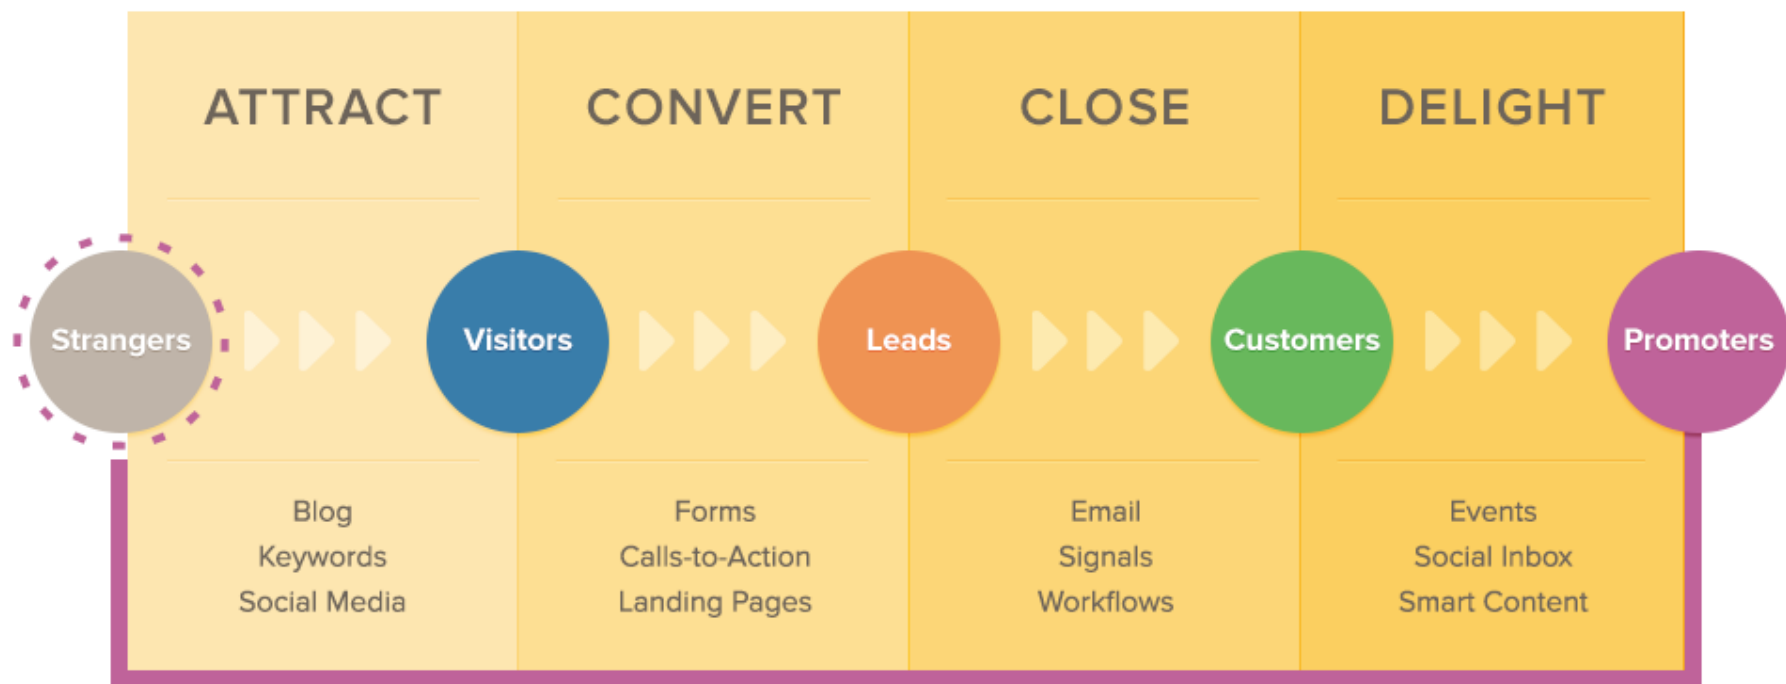 ATTRACT
CONVERT
CLOSE
DELIGHT
Strangers
Visitors
Leads
Customers
Promoters
Blog
Keywords
Social Media
Forms
Calls-to-Action
Landing Pages
Email
Signals
Workflows
Events
Social Inbox
Smart Content